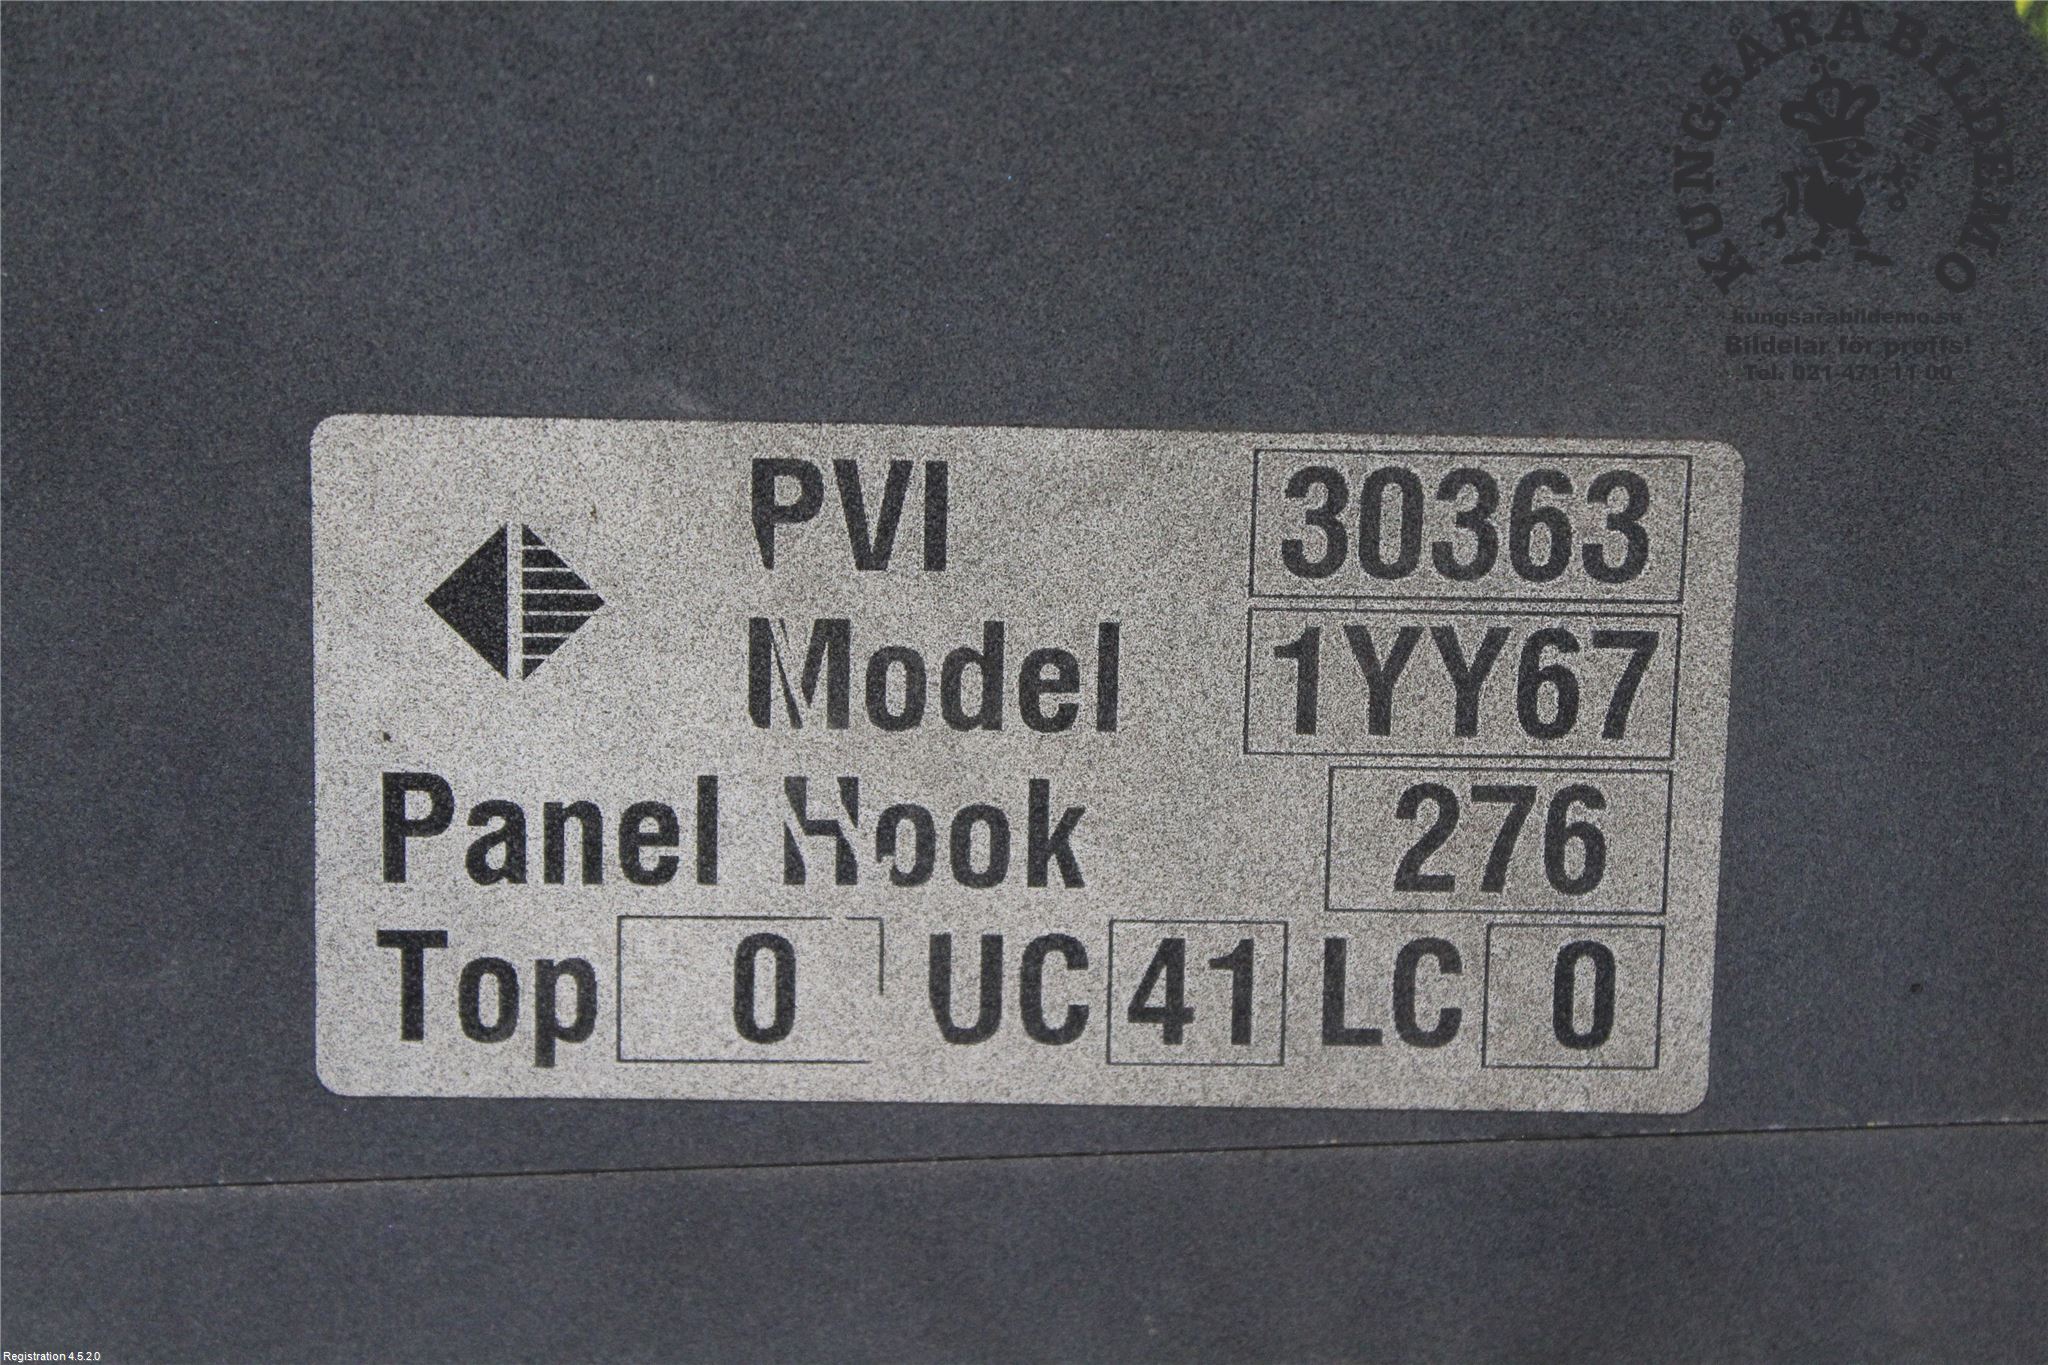 KUNGSÅRA BILDEMO
kungsarabildemo.se
Bildelar för proffs!
Tel. 021-471 11 00
PVI 30363
Model 1YY67
Panel Hook 276
Top 0 UC 41 LC 0
Registration 4.5.2.0